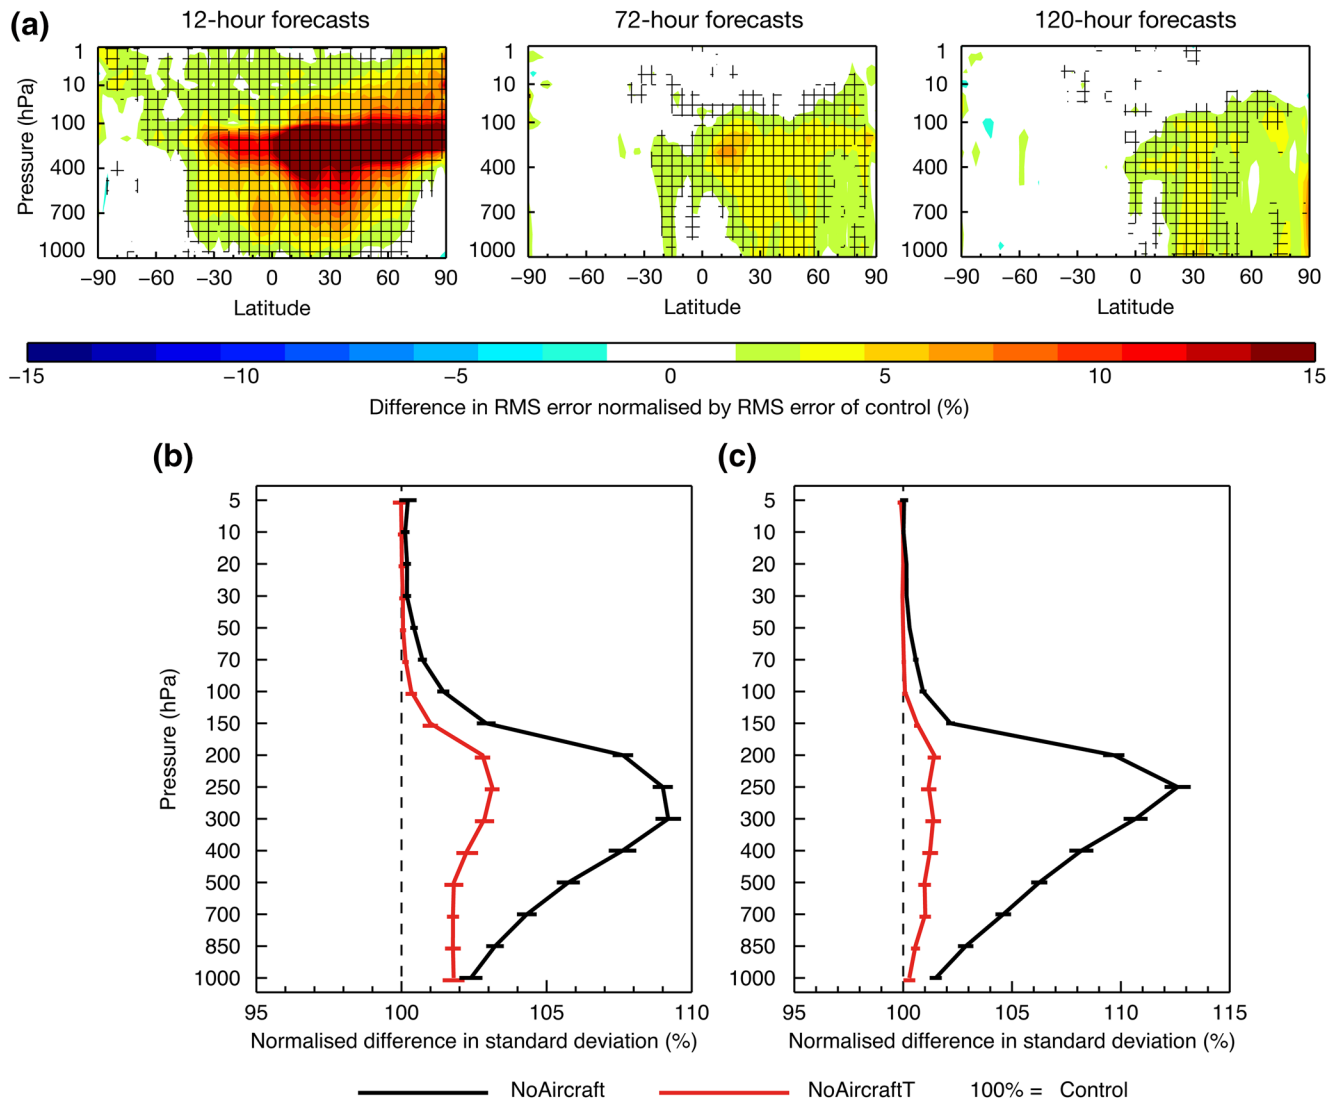 (a)
12-hour forecasts 72-hour forecasts 120-hour forecasts
Pressure (hPa)
1 1 1
10 10 10
100 100 100
400 400 400
700 700 700
1000 1000 1000
−90 −60 −30 0 30 60 90 −90 −60 −30 0 30 60 90 −90 −60 −30 0 30 60 90
Latitude Latitude Latitude
−15 −10 −5 0 5 10 15
Difference in RMS error normalised by RMS error of control (%)
(b) (c)
Pressure (hPa)
5 5
10 10
20 20
30 30
50 50
70 70
100 100
150 150
200 200
250 250
300 300
400 400
500 500
700 700
850 850
1000 1000
95 100 105 110 95 100 105 110 115
Normalised difference in standard deviation (%) Normalised difference in standard deviation (%)
NoAircraft NoAircraftT 100% = Control